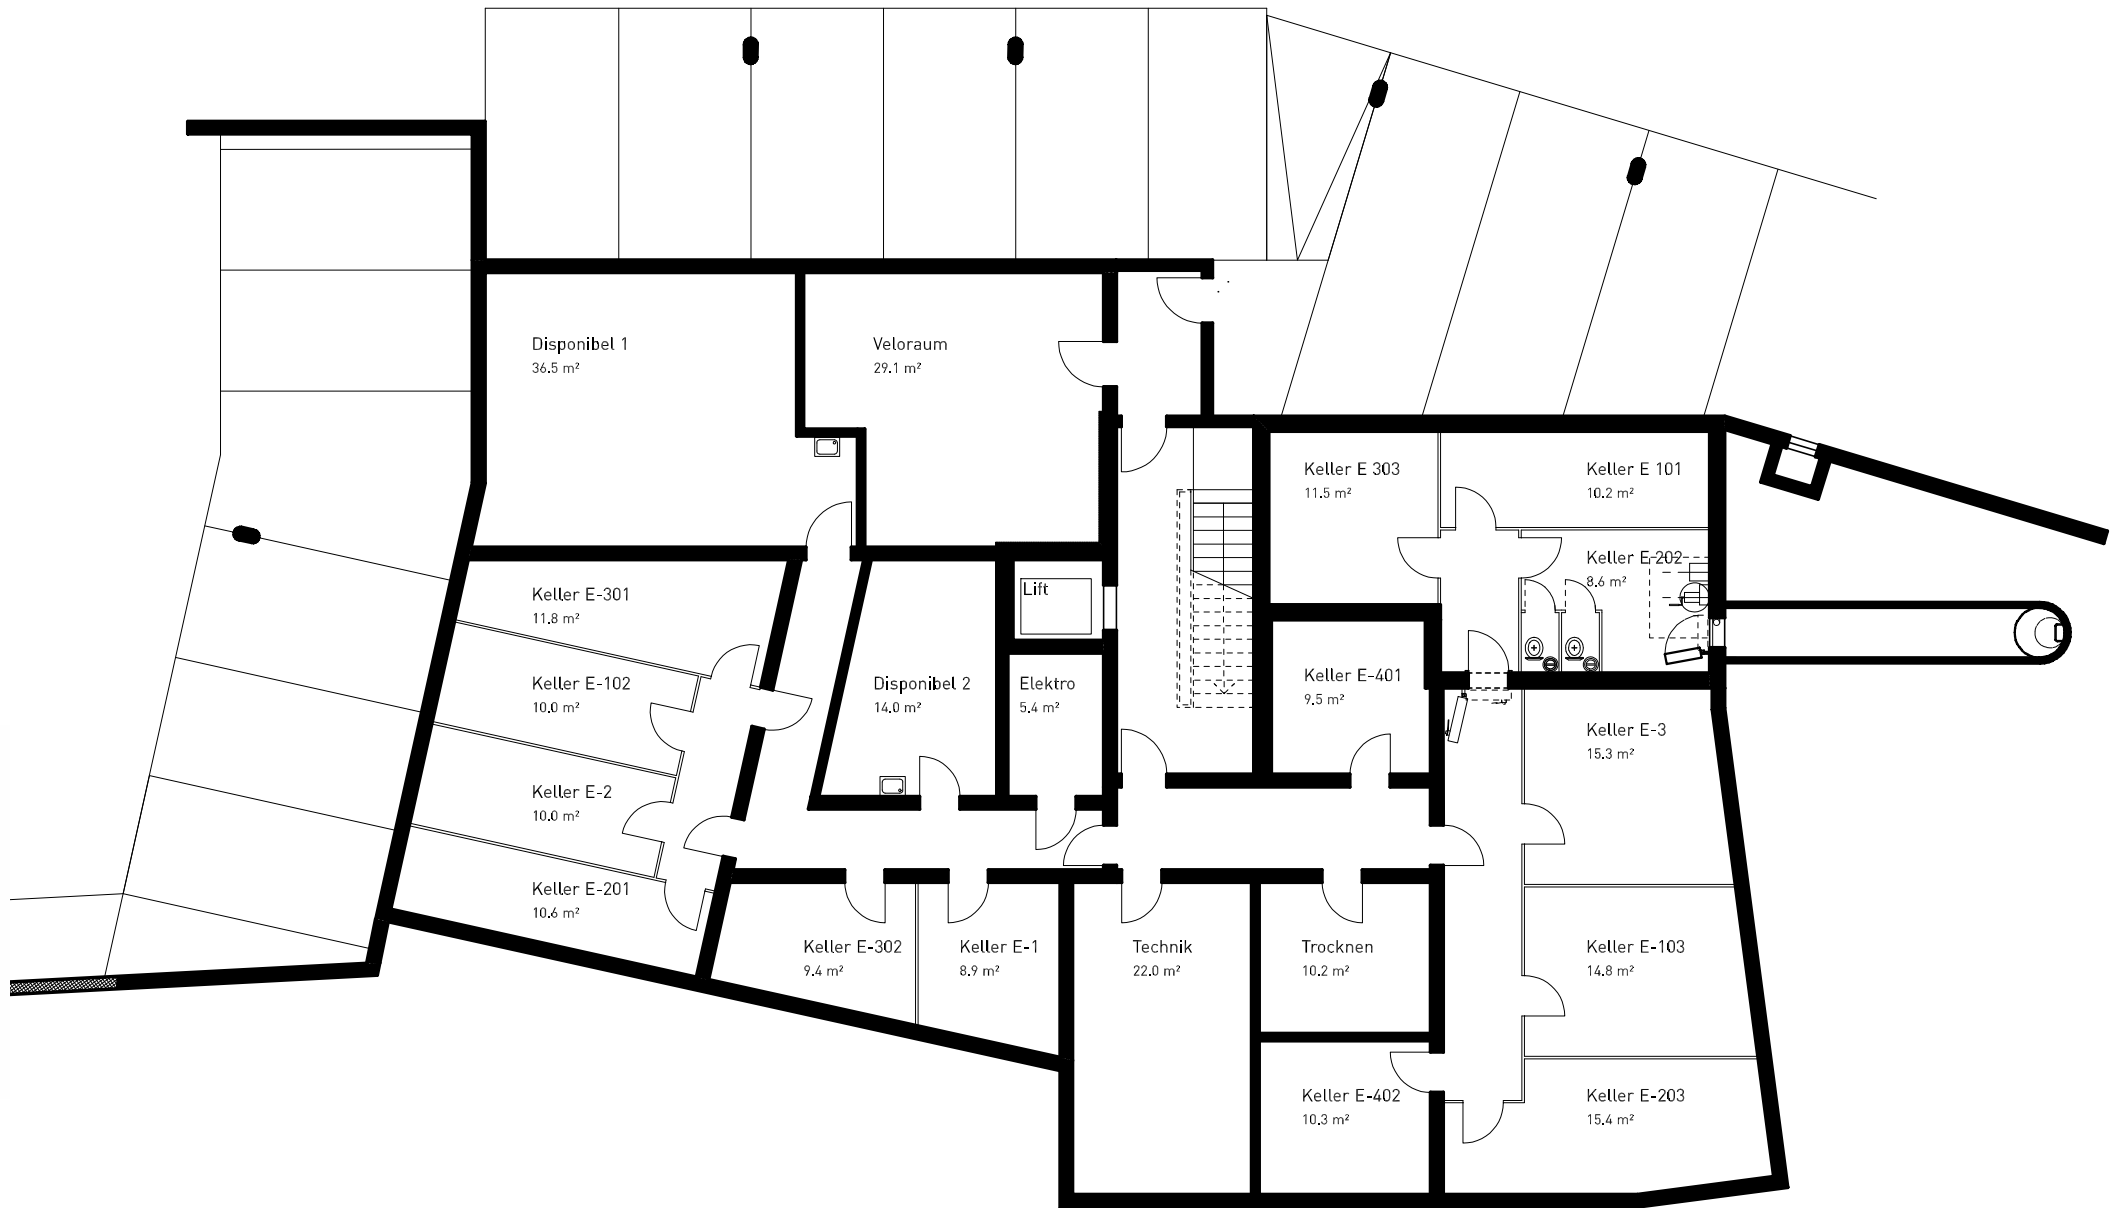 Disponibel 1
36.5 m²
Veloraum
29.1 m²
Keller E 303
11.5 m²
Keller E 101
10.2 m²
Keller E 202
8.6 m²
Keller E-301
11.8 m²
Lift
Keller E-102
10.0 m²
Disponibel 2
14.0 m²
Elektro
5.4 m²
Keller E-401
9.5 m²
Keller E-3
15.3 m²
Keller E-2
10.0 m²
Keller E-201
10.6 m²
Keller E-302
9.4 m²
Keller E-1
8.9 m²
Technik
22.0 m²
Trocknen
10.2 m²
Keller E-103
14.8 m²
Keller E-402
10.3 m²
Keller E-203
15.4 m²